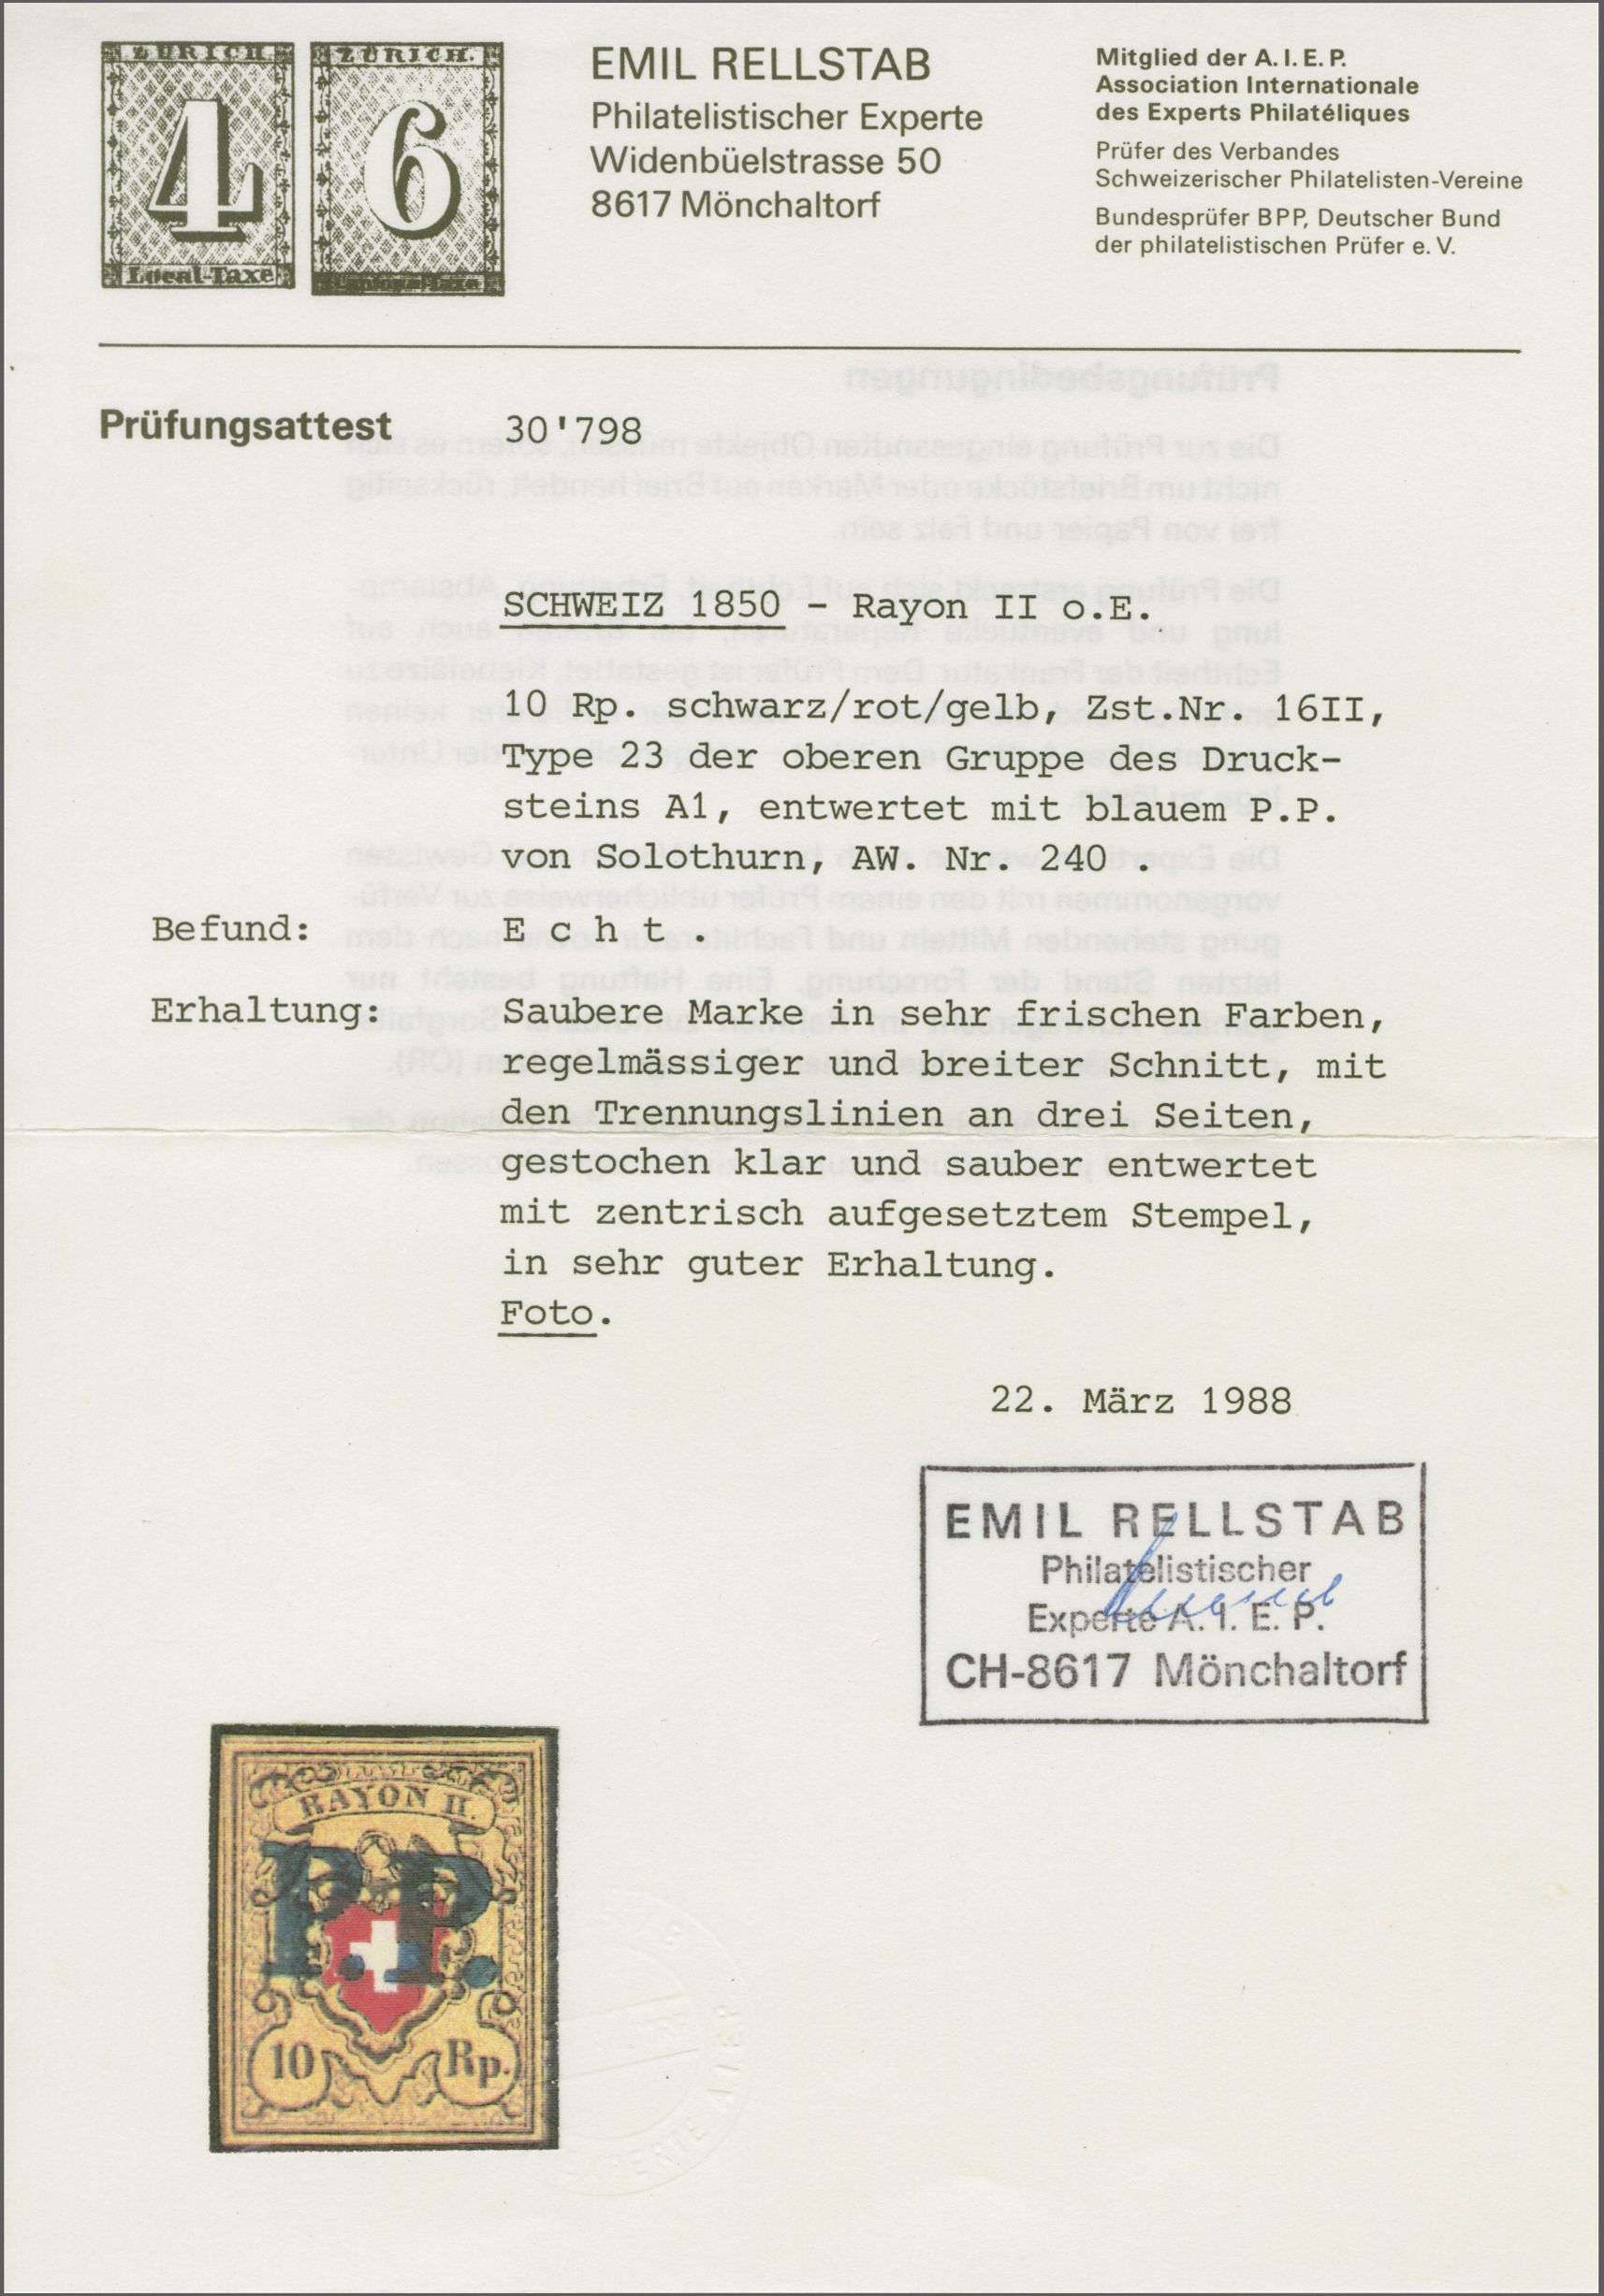 ZÜRICH.
4
Local-Taxe
ZÜRICH.
6
EMIL RELLSTAB
Philatelistischer Experte
Widenbüelstrasse 50
8617 Mönchaltorf
Mitglied der A.I.E.P.
Association Internationale
des Experts Philatéliques
Prüfer des Verbandes
Schweizerischer Philatelisten-Vereine
Bundesprüfer BPP, Deutscher Bund
der philatelistischen Prüfer e.V.
Prüfungsattest 30'798
SCHWEIZ 1850 - Rayon II o.E.
10 Rp. schwarz/rot/gelb, Zst.Nr. 16II,
Type 23 der oberen Gruppe des Druck-
steins A1, entwertet mit blauem P.P.
von Solothurn, AW. Nr. 240 .
Befund: E c h t .
Erhaltung: Saubere Marke in sehr frischen Farben,
regelmässiger und breiter Schnitt, mit
den Trennungslinien an drei Seiten,
gestochen klar und sauber entwertet
mit zentrisch aufgesetztem Stempel,
in sehr guter Erhaltung.
Foto.
22. März 1988
EMIL RELLSTAB
Philatelistischer
Experte A. I. E. P.
CH-8617 Mönchaltorf
RAYON II.
P.P.
10 Rp.